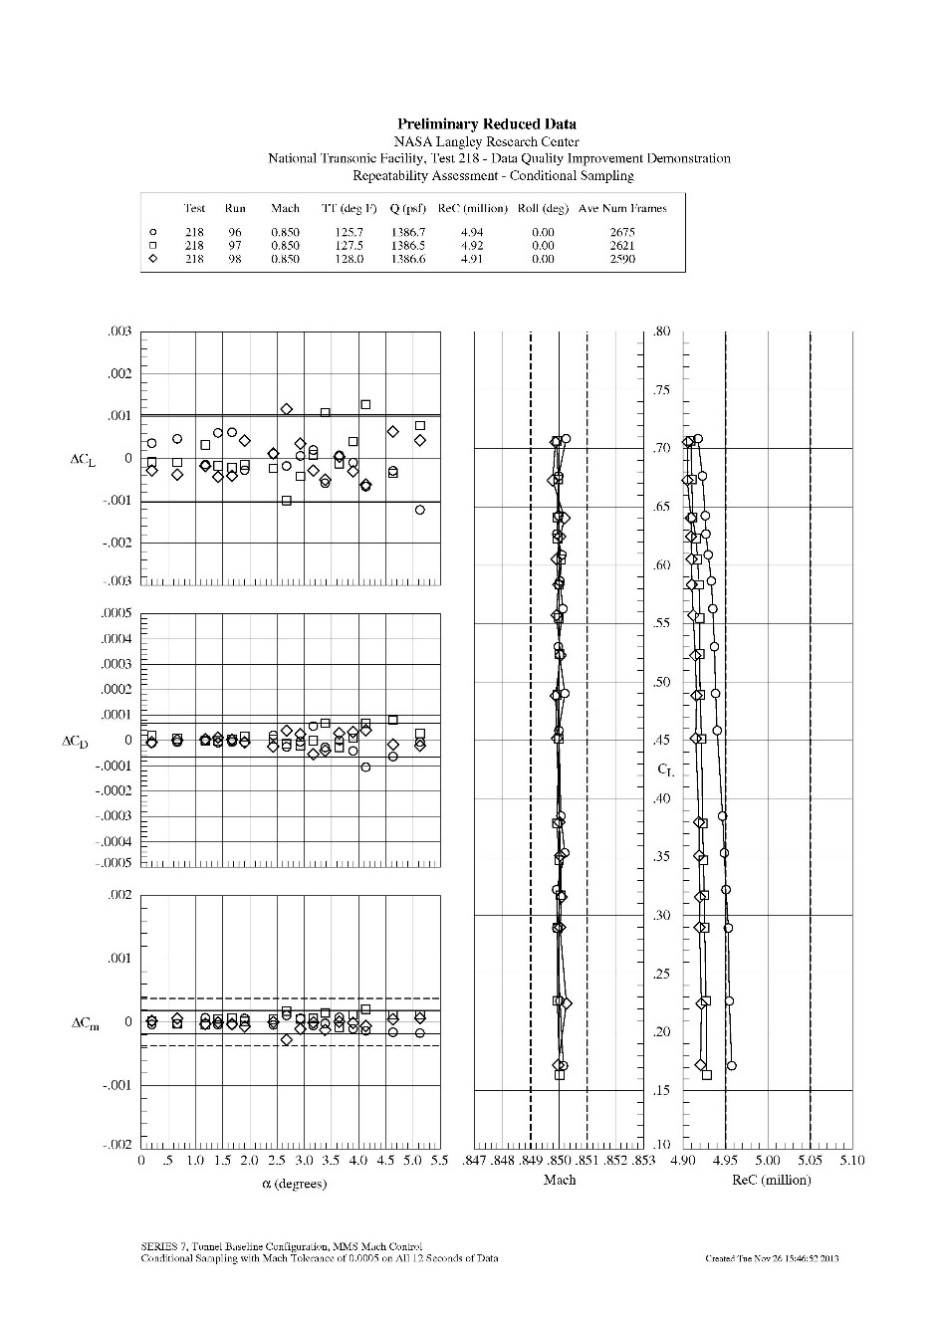 Preliminary Reduced Data
NASA Langley Research Center
National Transonic Facility, Test 218 - Data Quality Improvement Demonstration
Repeatability Assessment - Conditional Sampling
Test Run Mach TT (deg F) Q (psf) ReC (million) Roll (deg) Ave Num Frames
218 96 0.850 125.7 1386.7 4.94 0.00 2675
218 97 0.850 127.5 1386.5 4.92 0.00 2621
218 98 0.850 128.0 1386.6 4.91 0.00 2590
.003
.002
.001
0
-.001
-.002
-.003
ΔCL
.0005
.0004
.0003
.0002
.0001
0
-.0001
-.0002
-.0003
-.0004
-.0005
ΔCD
.002
.001
0
-.001
-.002
ΔCm
0 .5 1.0 1.5 2.0 2.5 3.0 3.5 4.0 4.5 5.0 5.5
α (degrees)
.847 .848 .849 .850 .851 .852 .853
Mach
.80
.75
.70
.65
.60
.55
.50
.45
CL
.40
.35
.30
.25
.20
.15
.10
4.90 4.95 5.00 5.05 5.10
ReC (million)
SERIES 7, Tunnel Baseline Configuration, MMS Mach Control
Conditional Sampling with Mach Tolerance of 0.0005 on All 12 Seconds of Data
Created Tue Nov 26 15:46:52 2013